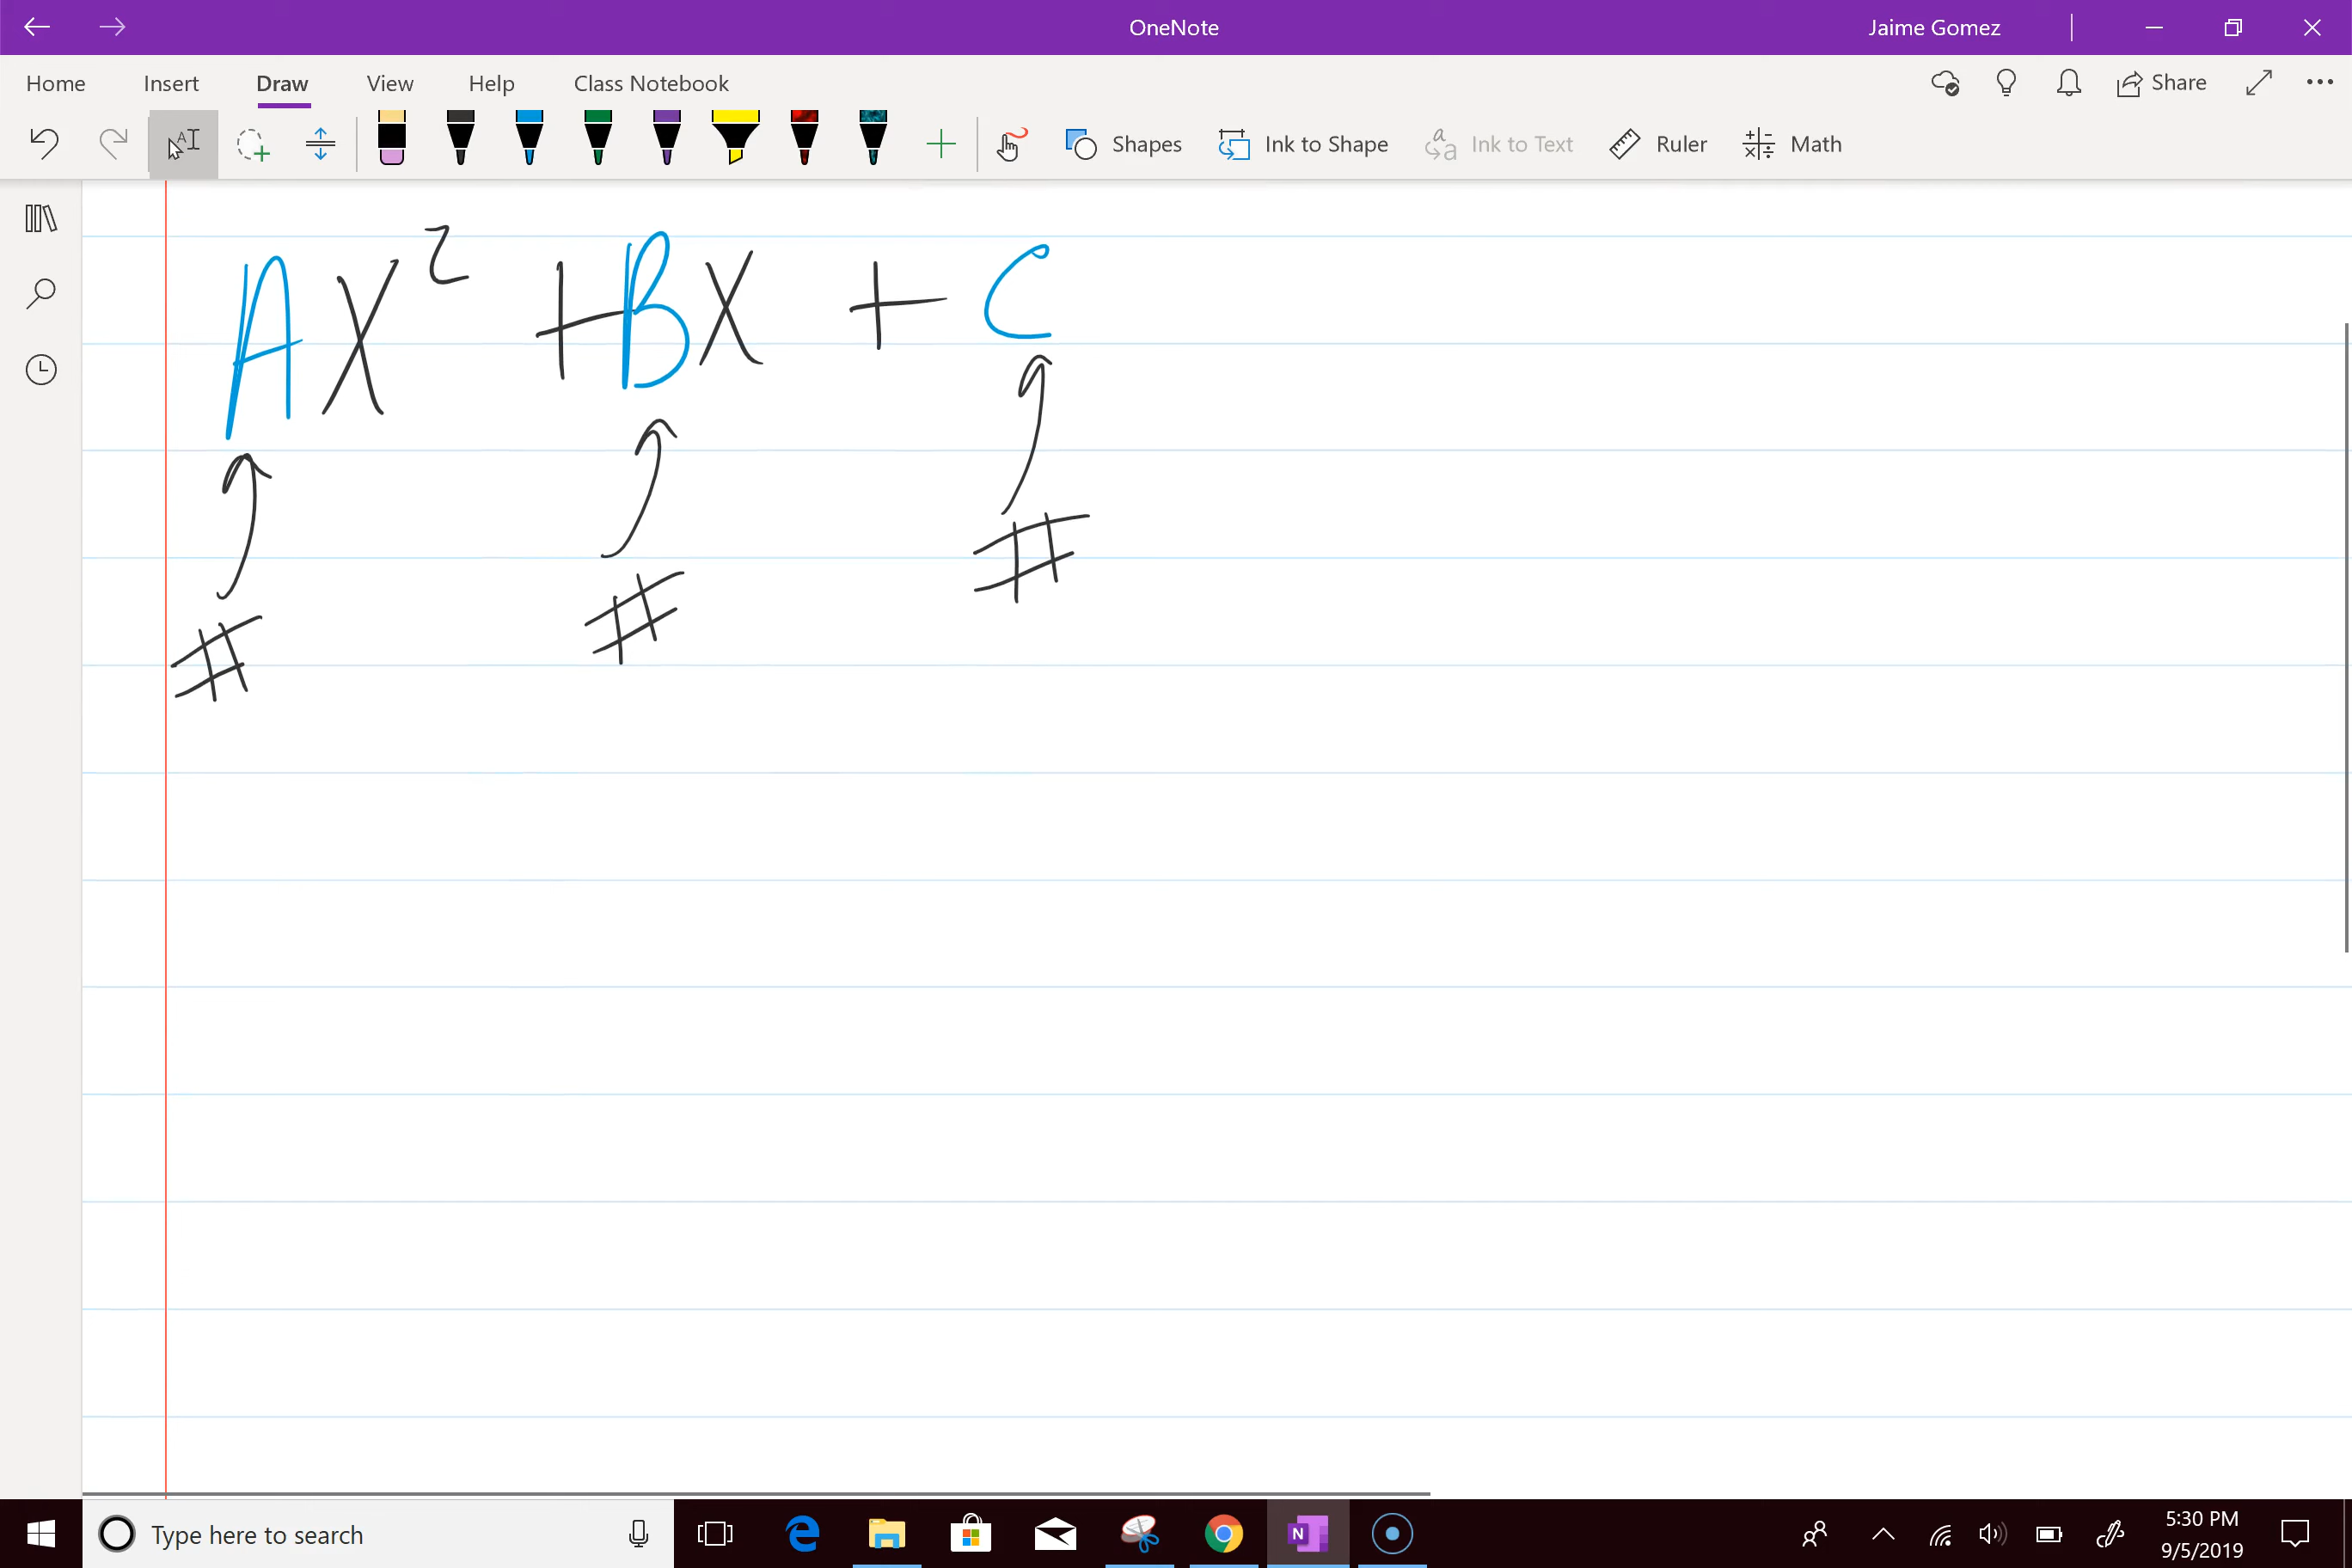 OneNote
Jaime Gomez
Home Insert Draw View Help Class Notebook Share
Shapes Ink to Shape Ink to Text Ruler Math
AX² + BX + C
# # #
Type here to search
5:30 PM
9/5/2019